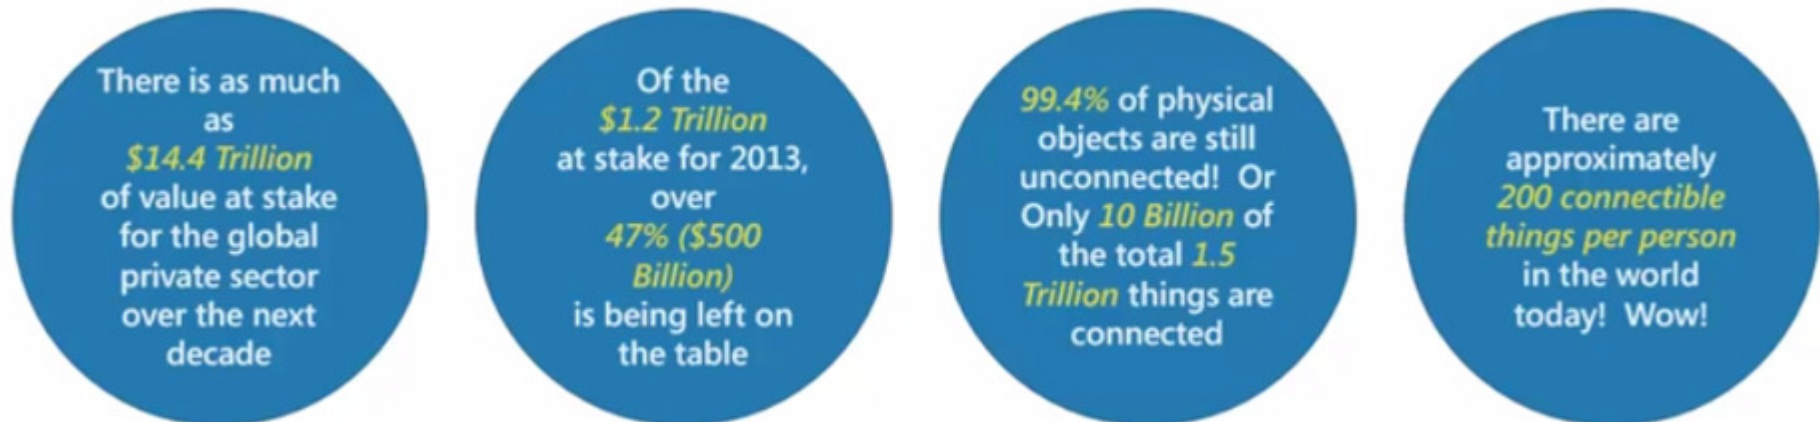 There is as much
as
$14.4 Trillion
of value at stake
for the global
private sector
over the next
decade
Of the
$1.2 Trillion
at stake for 2013,
over
47% ($500
Billion)
is being left on
the table
99.4% of physical
objects are still
unconnected! Or
Only 10 Billion of
the total 1.5
Trillion things are
connected
There are
approximately
200 connectible
things per person
in the world
today! Wow!